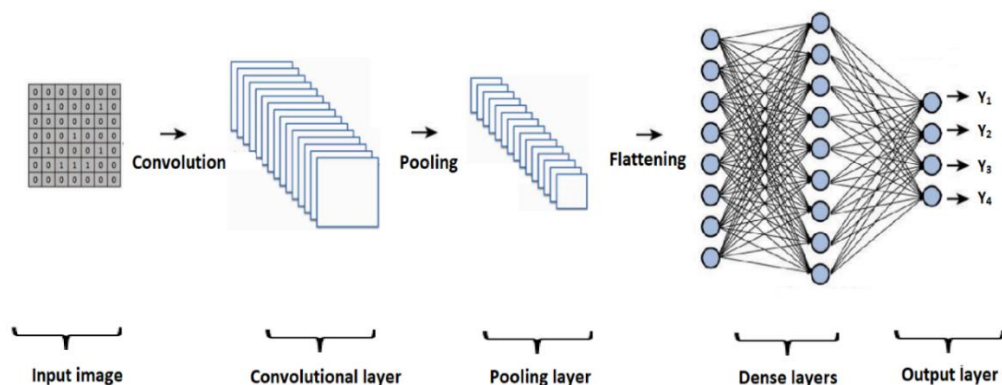 0 0 0 0 0 0 0
0 1 0 0 0 1 0
0 0 0 0 0 0 0
0 0 0 1 0 0 0
0 1 0 0 0 1 0
0 0 1 1 1 0 0
0 0 0 0 0 0 0
Convolution
Pooling
Flattening
Y1
Y2
Y3
Y4
Input image
Convolutional layer
Pooling layer
Dense layers
Output layer